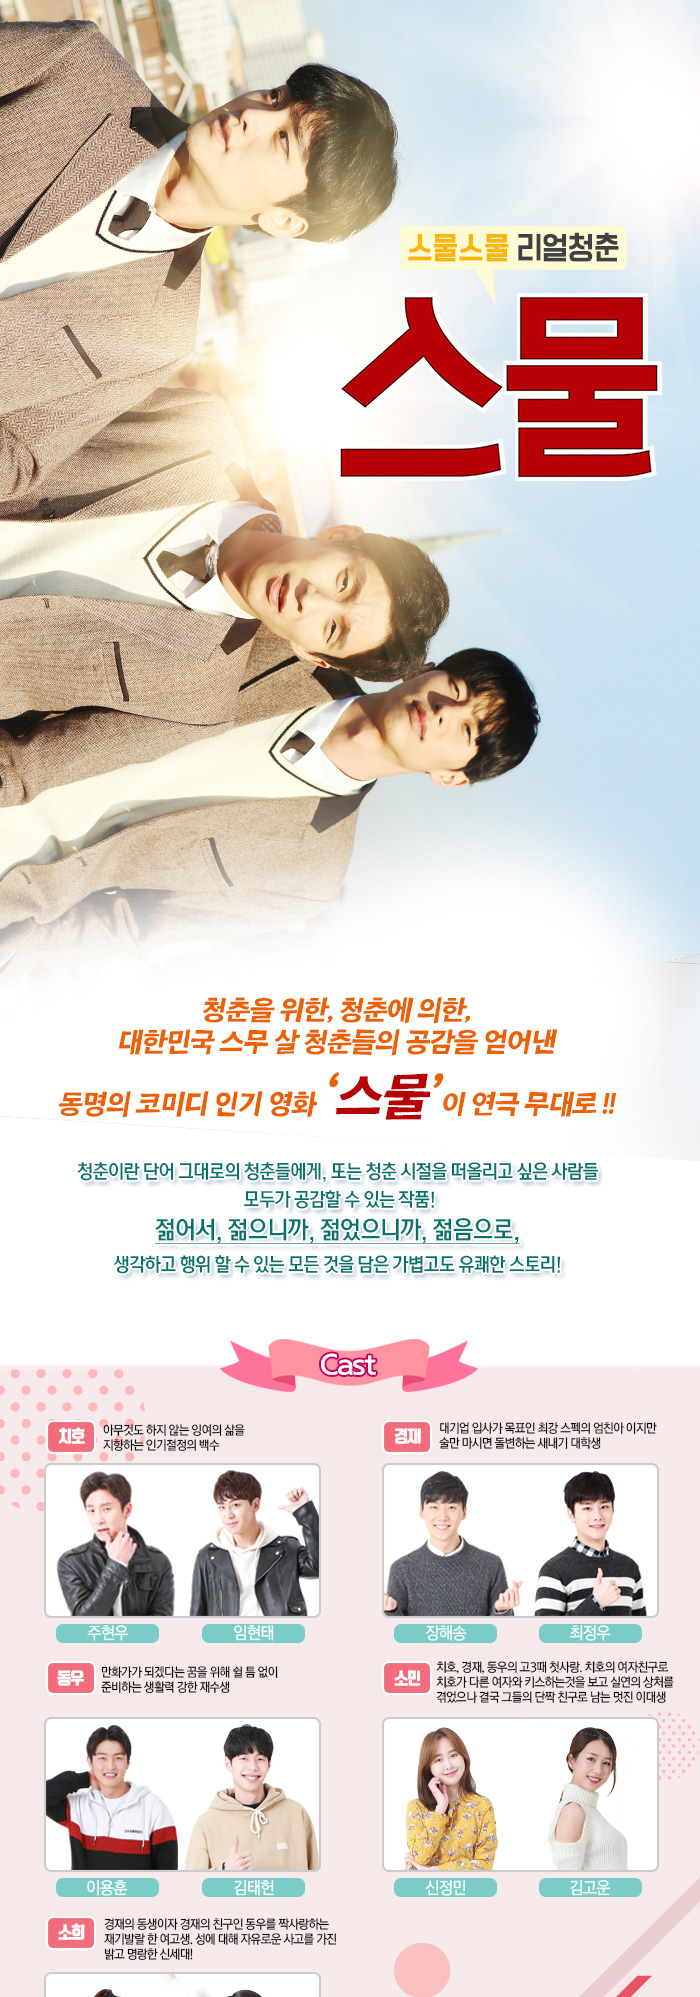 스물스물 리얼청춘
스물
청춘을 위한, 청춘에 의한,
대한민국 스무 살 청춘들의 공감을 얻어낸
동명의 코미디 인기 영화 '스물'이 연극 무대로 !!
청춘이란 단어 그대로의 청춘들에게, 또는 청춘 시절을 떠올리고 싶은 사람들
모두가 공감할 수 있는 작품!
젊어서, 젊으니까, 젊었으니까, 젊음으로,
생각하고 행위 할 수 있는 모든 것을 담은 가볍고도 유쾌한 스토리!
Cast
치호
아무것도 하지 않는 잉여의 삶을
지향하는 인기절정의 백수
주현우 임현태
경재
대기업 입사가 목표인 최강 스펙의 엄친아 이지만
술만 마시면 돌변하는 새내기 대학생
장해송 최정우
동우
만화가가 되겠다는 꿈을 위해 쉴 틈 없이
준비하는 생활력 강한 재수생
이용훈 김태헌
소민
치호, 경재, 동우의 고3때 첫사랑. 치호의 여자친구로
치호가 다른 여자와 키스하는것을 보고 실연의 상처를
겪었으나 결국 그들의 단짝 친구로 남는 멋진 이대생
신정민 김고운
소희
경재의 동생이자 경재의 친구인 동우를 짝사랑하는
재기발랄 한 여고생. 성에 대해 자유로운 사고를 가진
밝고 명랑한 신세대!